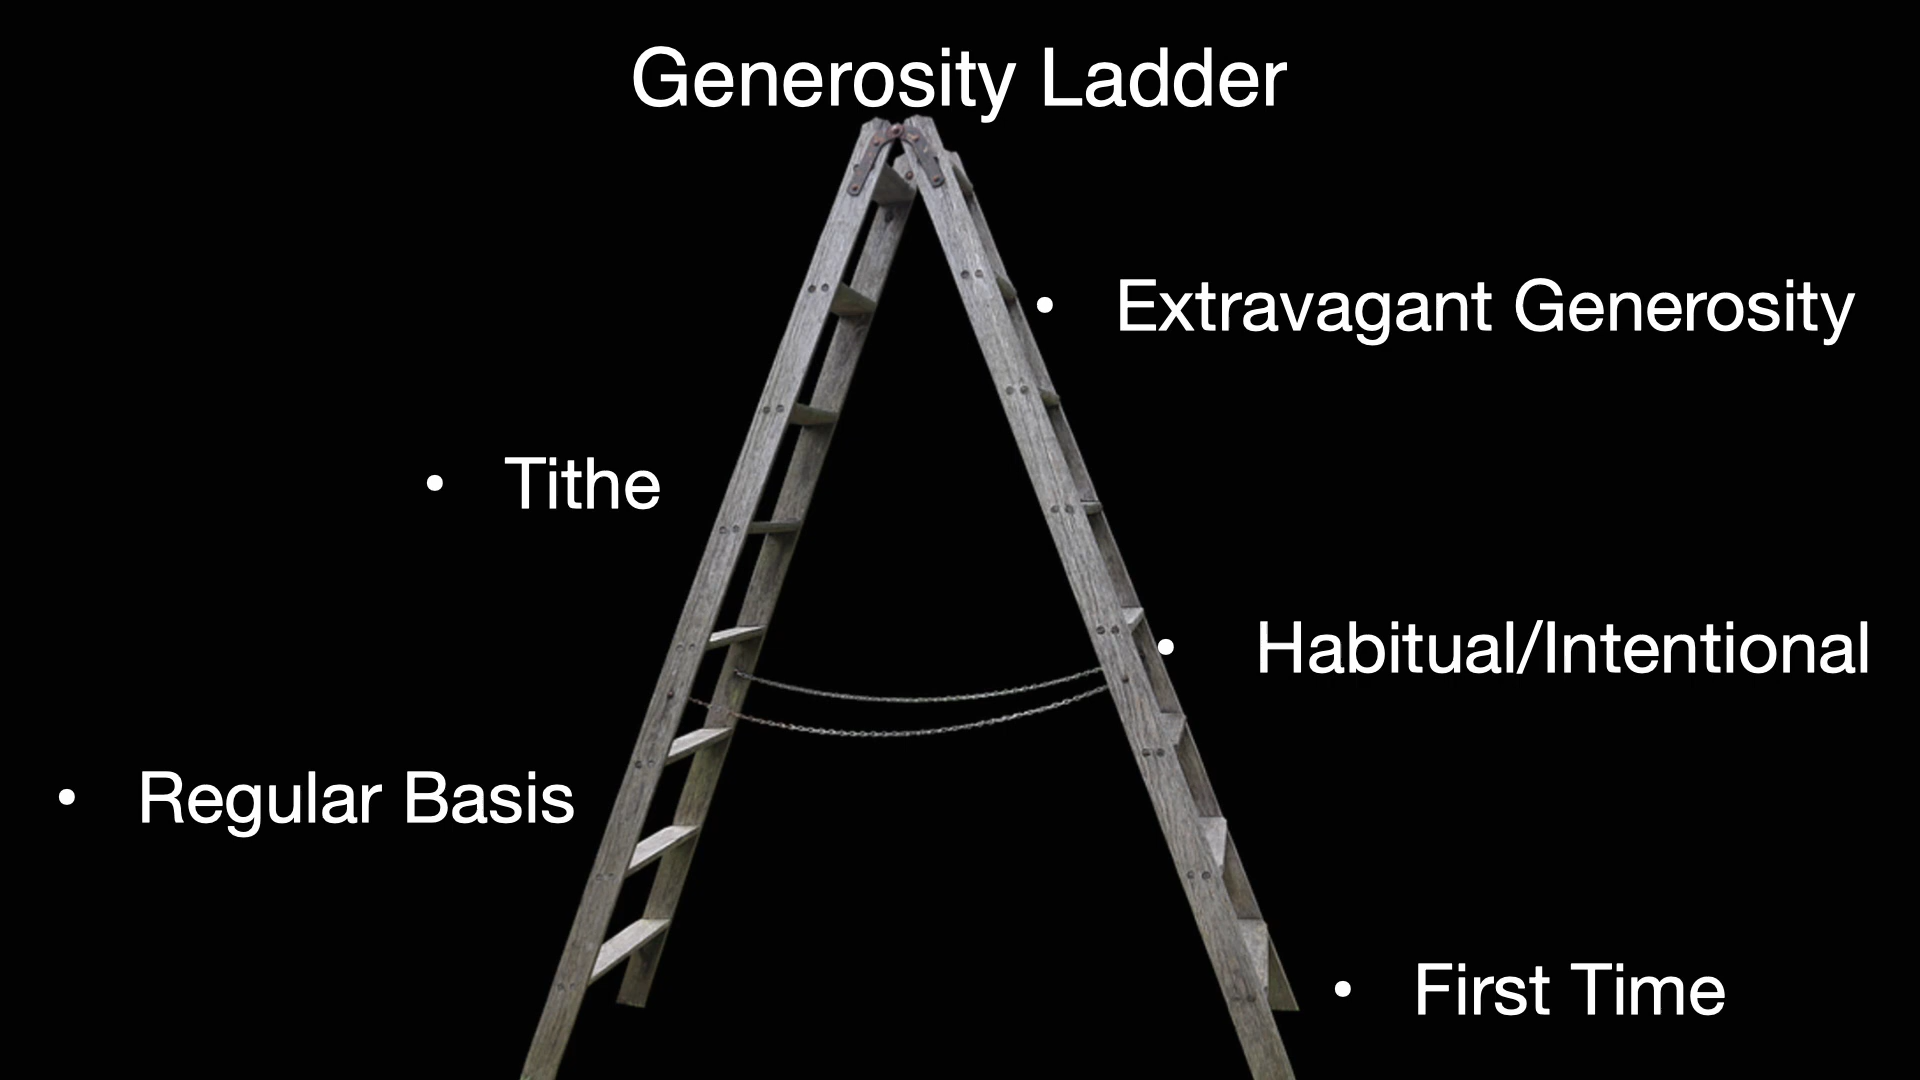 Generosity Ladder
• Extravagant Generosity
• Tithe
• Habitual/Intentional
• Regular Basis
• First Time